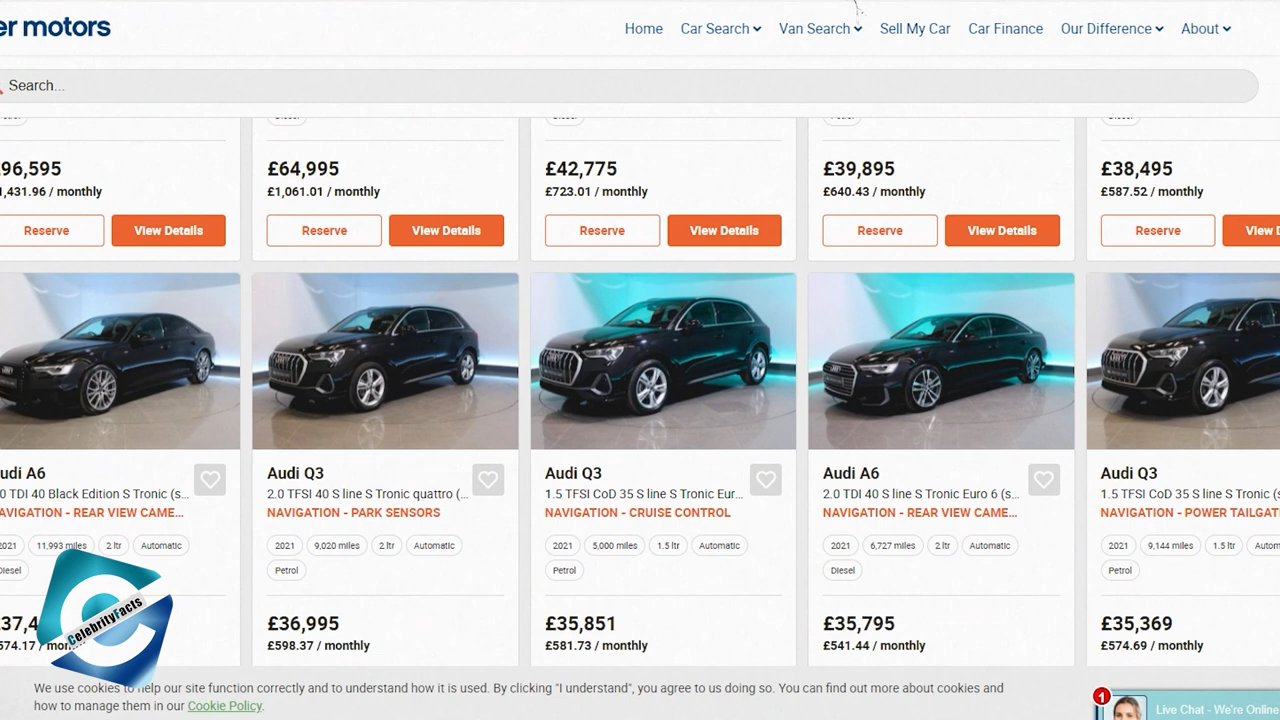 er motors
Home Car Search Van Search Sell My Car Car Finance Our Difference About
Search...
£96,595 £64,995 £42,775 £39,895 £38,495
1,431.96 / monthly £1,061.01 / monthly £723.01 / monthly £640.43 / monthly £587.52 / monthly
Reserve View Details Reserve View Details Reserve View Details Reserve View Details Reserve View D
udi A6 Audi Q3 Audi Q3 Audi A6 Audi Q3
0 TDI 40 Black Edition S Tronic (s... 2.0 TFSI 40 S line S Tronic quattro (... 1.5 TFSI CoD 35 S line S Tronic Eur... 2.0 TDI 40 S line S Tronic Euro 6 (s... 1.5 TFSI CoD 35 S line S Tronic (s
AVIGATION - REAR VIEW CAME... NAVIGATION - PARK SENSORS NAVIGATION - CRUISE CONTROL NAVIGATION - REAR VIEW CAME... NAVIGATION - POWER TAILGAT
2021 11,993 miles 2 ltr Automatic 2021 9,020 miles 2 ltr Automatic 2021 5,000 miles 1.5 ltr Automatic 2021 6,727 miles 2 ltr Automatic 2021 9,144 miles 1.5 ltr Autom
Diesel Petrol Petrol Diesel Petrol
£37,4 £36,995 £35,851 £35,795 £35,369
574.17 / mon £598.37 / monthly £581.73 / monthly £541.44 / monthly £574.69 / monthly
CelebrityFacts
We use cookies to help our site function correctly and to understand how it is used. By clicking "I understand", you agree to us doing so. You can find out more about cookies and
how to manage them in our Cookie Policy.
1
Live Chat - We're Online